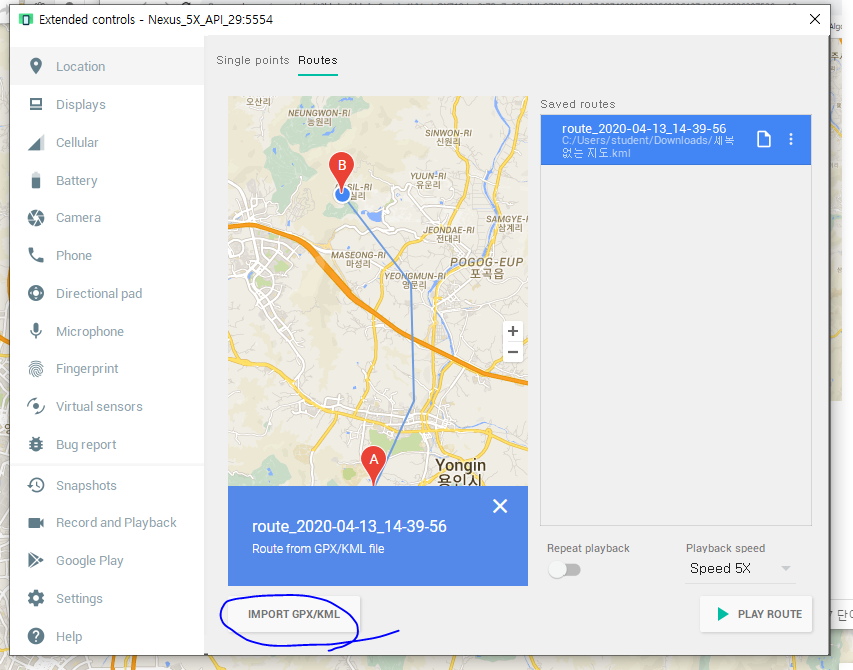 Extended controls - Nexus_5X_API_29:5554
Location
Displays
Cellular
Battery
Camera
Phone
Directional pad
Microphone
Fingerprint
Virtual sensors
Bug report
Snapshots
Record and Playback
Google Play
Settings
Help
Single points
Routes
오산리
NEUNGWON-RI
능원리
SINWON-RI
신원리
B
SIL-RI
실리
YUUN-RI
유운리
SAMGYE-R
삼계리
JEONDAE-RI
전대리
MASEONG-RI
마성리
POGOG-EUP
포곡읍
YEONGMUN-RI
영문리
+
−
A
Yongin
용인시
route_2020-04-13_14-39-56
Route from GPX/KML file
IMPORT GPX/KML
Saved routes
route_2020-04-13_14-39-56
C:/Users/student/Downloads/새복
없는 지도.kml
Repeat playback
Playback speed
Speed 5X
PLAY ROUTE